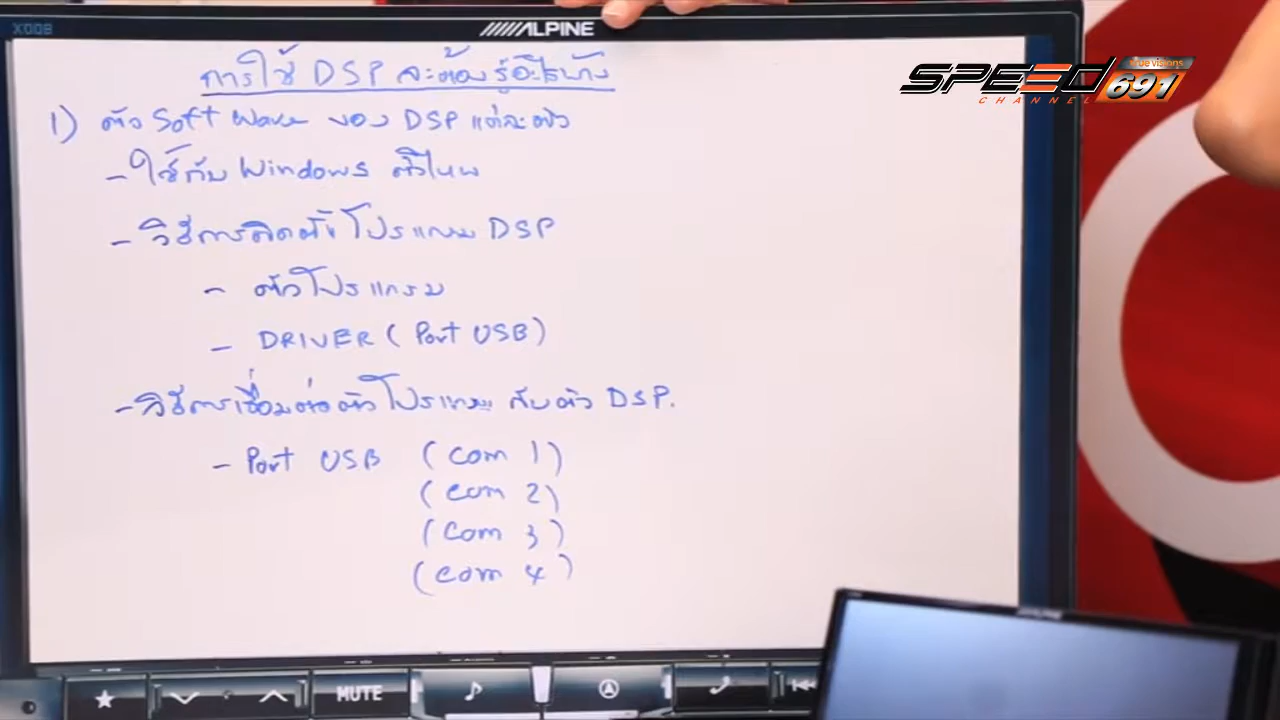 X008
ALPINE
การใช้ DSP จะต้องรู้อะไรบ้าง
SPEED
CHANNEL
true visions
691
1) ตัว Soft Ware ของ DSP แต่ละตัว
- ใช้กับ Windows ตัวไหน
- วิธีการติดตั้งโปรแกรม DSP
- ตัวโปรแกรม
- DRIVER ( Port USB )
- วิธีการเชื่อมต่อตัวโปรแกรม กับตัว DSP.
- Port USB (com 1)
(com 2)
(com 3)
(com 4)
MUTE